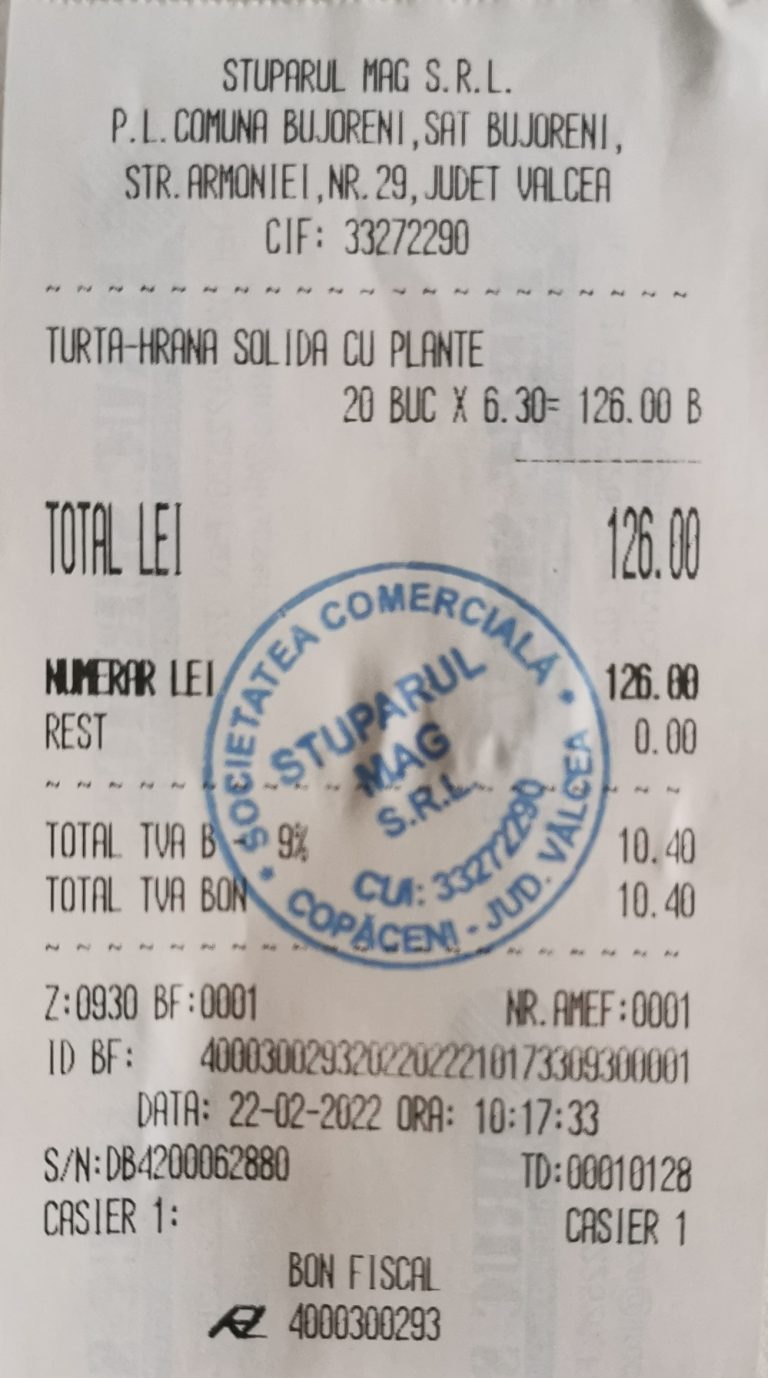 STUPARUL MAG S.R.L.
P.L.COMUNA BUJORENI,SAT BUJORENI,
STR.ARMONIEI,NR.29,JUDET VALCEA
CIF: 33272290
~ ~ ~ ~ ~ ~ ~ ~ ~ ~ ~ ~ ~ ~ ~ ~ ~ ~ ~ ~ ~
TURTA-HRANA SOLIDA CU PLANTE
20 BUC X 6.30= 126.00 B
TOTAL LEI 126.00
NUMERAR LEI 126.00
REST 0.00
~ ~ ~ ~ ~ ~ ~ ~ ~ ~ ~ ~ ~ ~ ~ ~ ~ ~ ~ ~ ~
TOTAL TVA B - 9% 10.40
TOTAL TVA BON 10.40
~ ~ ~ ~ ~ ~ ~ ~ ~ ~ ~ ~ ~ ~ ~ ~ ~ ~ ~ ~ ~
Z:0930 BF:0001 NR.AMEF:0001
ID BF: 4000300293202202221017330930​0001
DATA: 22-02-2022 ORA: 10:17:33
S/N:DB4200062880 TD:00010128
CASIER 1: CASIER 1
BON FISCAL
4000300293
SOCIETATEA COMERCIALĂ
STUPARUL
MAG
S.R.L.
CUI: 33272290
COPĂCENI - JUD. VÂLCEA